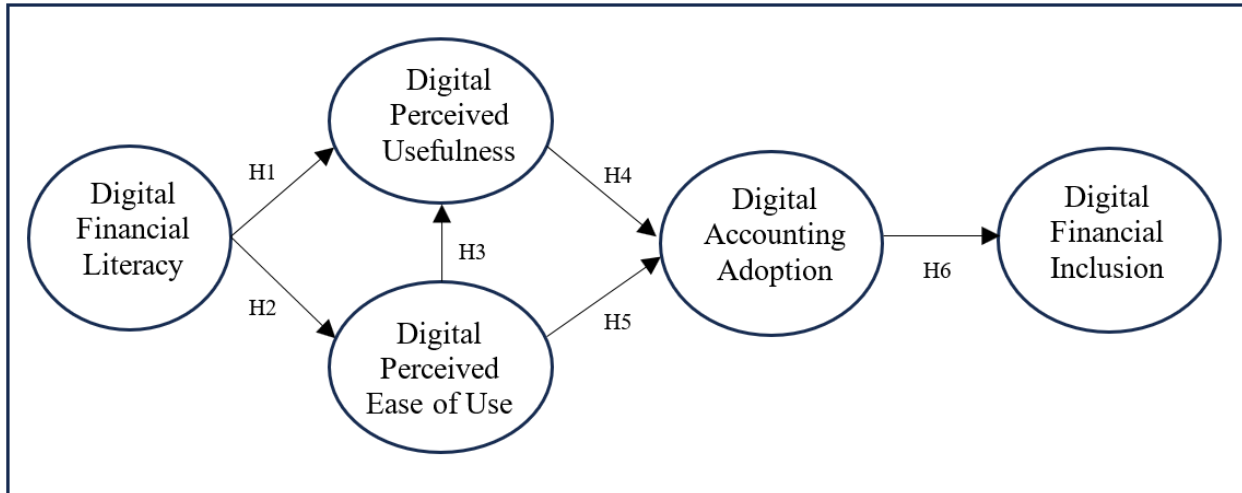 Digital
Financial
Literacy
H1
H2
Digital
Perceived
Usefulness
H3
Digital
Perceived
Ease of Use
H4
H5
Digital
Accounting
Adoption
H6
Digital
Financial
Inclusion